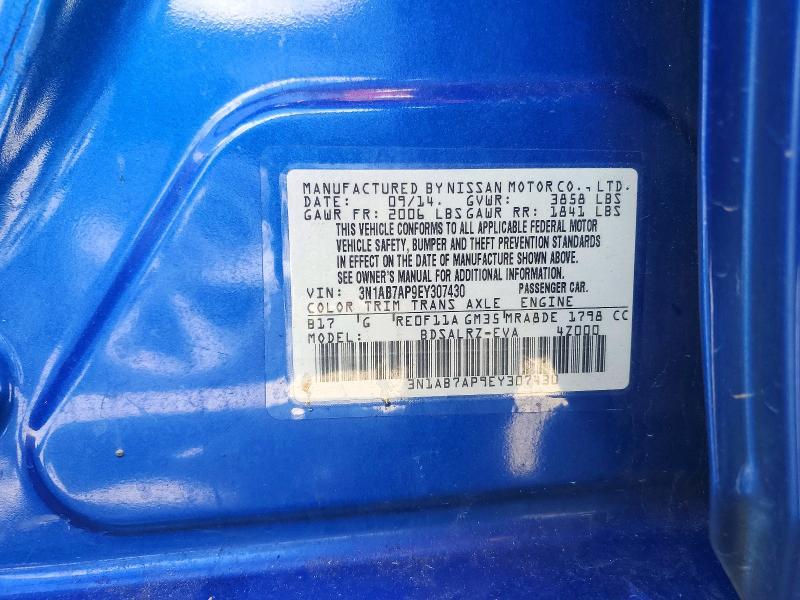 MANUFACTURED BY NISSAN MOTOR CO., LTD.
DATE: 09/14. GVWR: 3858 LBS
GAWR FR: 2006 LBS GAWR RR: 1841 LBS
THIS VEHICLE CONFORMS TO ALL APPLICABLE FEDERAL MOTOR
VEHICLE SAFETY, BUMPER AND THEFT PREVENTION STANDARDS
IN EFFECT ON THE DATE OF MANUFACTURE SHOWN ABOVE.
SEE OWNER'S MANUAL FOR ADDITIONAL INFORMATION.
VIN: 3N1AB7AP9EY307430 PASSENGER CAR.
COLOR TRIM TRANS AXLE ENGINE
B17 G RE0F11A GM35 MRA8DE 1798 CC
MODEL: BDSALRZ-EVA 4Z000
3N1AB7AP9EY307430